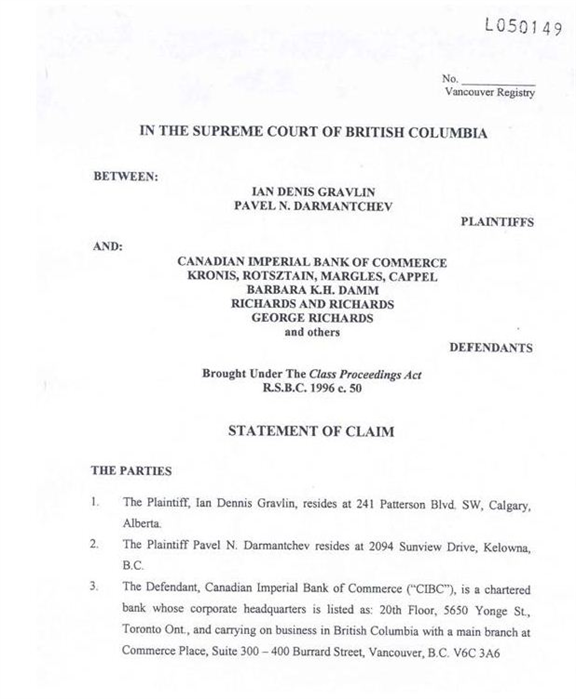 L050149
No. ____________
Vancouver Registry
IN THE SUPREME COURT OF BRITISH COLUMBIA
BETWEEN:
IAN DENIS GRAVLIN
PAVEL N. DARMANTCHEV
PLAINTIFFS
AND:
CANADIAN IMPERIAL BANK OF COMMERCE
KRONIS, ROTSZTAIN, MARGLES, CAPPEL
BARBARA K.H. DAMM
RICHARDS AND RICHARDS
GEORGE RICHARDS
and others
DEFENDANTS
Brought Under The Class Proceedings Act
R.S.B.C. 1996 c. 50
STATEMENT OF CLAIM
THE PARTIES
1. The Plaintiff, Ian Dennis Gravlin, resides at 241 Patterson Blvd. SW, Calgary,
Alberta.
2. The Plaintiff Pavel N. Darmantchev resides at 2094 Sunview Drive, Kelowna,
B.C.
3. The Defendant, Canadian Imperial Bank of Commerce (“CIBC”), is a chartered
bank whose corporate headquarters is listed as: 20th Floor, 5650 Yonge St.,
Toronto Ont., and carrying on business in British Columbia with a main branch at
Commerce Place, Suite 300 – 400 Burrard Street, Vancouver, B.C. V6C 3A6